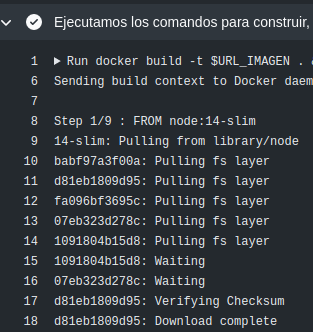 Ejecutamos los comandos para construir,
1 ▶ Run docker build -t $URL_IMAGEN . &
6 Sending build context to Docker daem
7
8 Step 1/9 : FROM node:14-slim
9 14-slim: Pulling from library/node
10 babf97a3f00a: Pulling fs layer
11 d81eb1809d95: Pulling fs layer
12 fa096bf3695c: Pulling fs layer
13 07eb323d278c: Pulling fs layer
14 1091804b15d8: Pulling fs layer
15 1091804b15d8: Waiting
16 07eb323d278c: Waiting
17 d81eb1809d95: Verifying Checksum
18 d81eb1809d95: Download complete